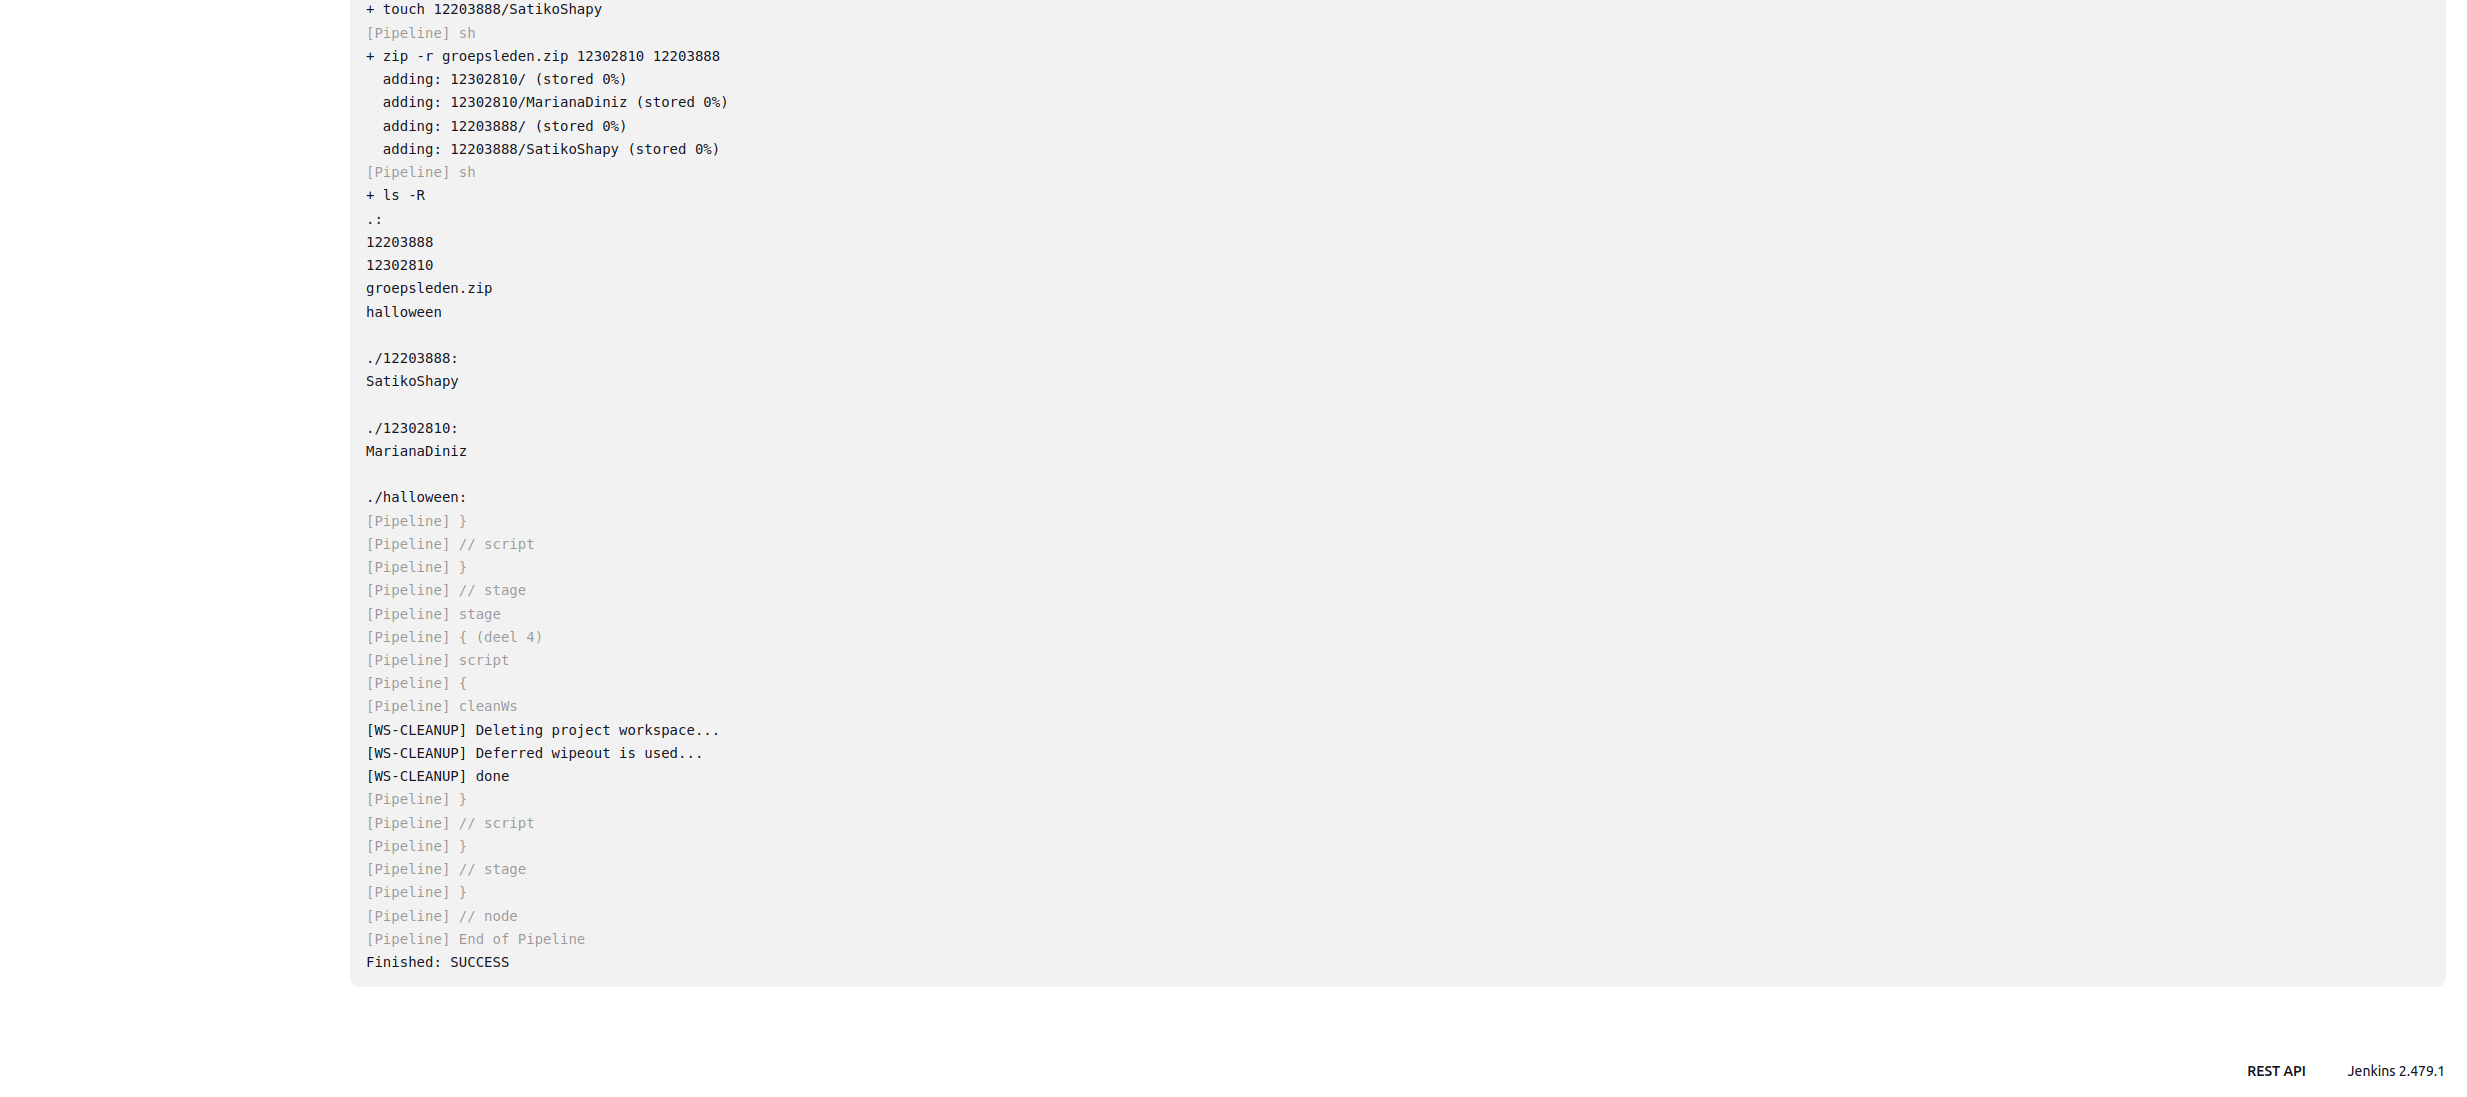 + touch 12203888/SatikoShapy
[Pipeline] sh
+ zip -r groepsleden.zip 12302810 12203888
  adding: 12302810/ (stored 0%)
  adding: 12302810/MarianaDiniz (stored 0%)
  adding: 12203888/ (stored 0%)
  adding: 12203888/SatikoShapy (stored 0%)
[Pipeline] sh
+ ls -R
.:
12203888
12302810
groepsleden.zip
halloween

./12203888:
SatikoShapy

./12302810:
MarianaDiniz

./halloween:
[Pipeline] }
[Pipeline] // script
[Pipeline] }
[Pipeline] // stage
[Pipeline] stage
[Pipeline] { (deel 4)
[Pipeline] script
[Pipeline] {
[Pipeline] cleanWs
[WS-CLEANUP] Deleting project workspace...
[WS-CLEANUP] Deferred wipeout is used...
[WS-CLEANUP] done
[Pipeline] }
[Pipeline] // script
[Pipeline] }
[Pipeline] // stage
[Pipeline] }
[Pipeline] // node
[Pipeline] End of Pipeline
Finished: SUCCESS
REST API Jenkins 2.479.1